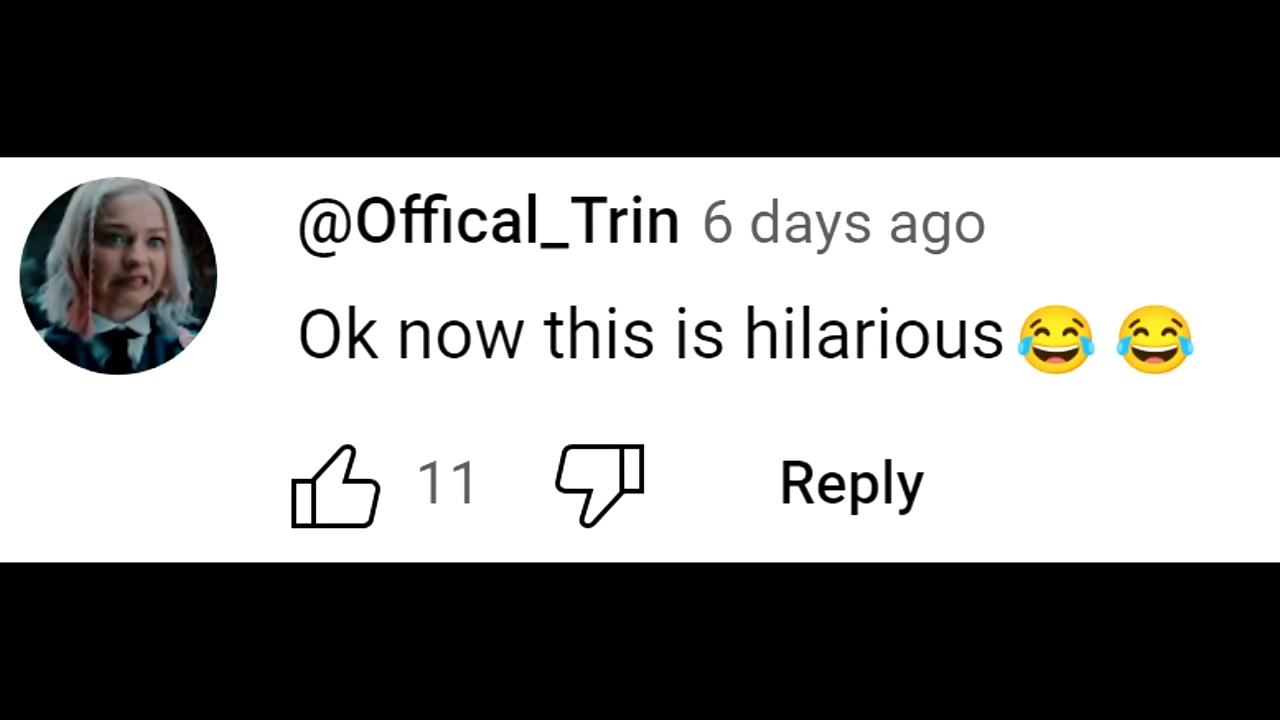 @Offical_Trin 6 days ago
Ok now this is hilarious😂 😂
11 Reply